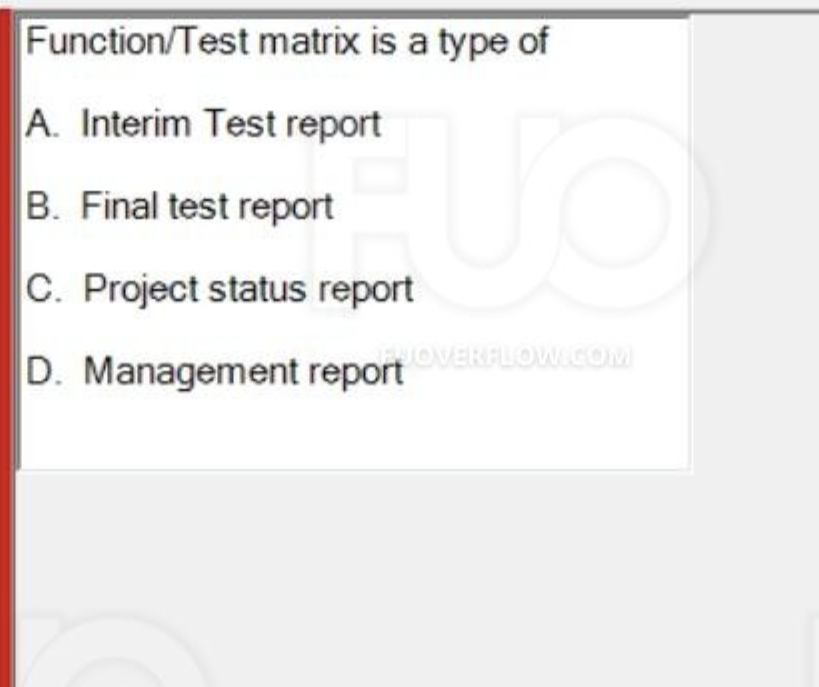 Function/Test matrix is a type of
A. Interim Test report
B. Final test report
C. Project status report
D. Management report
FUO
FUOVERFLOW.COM